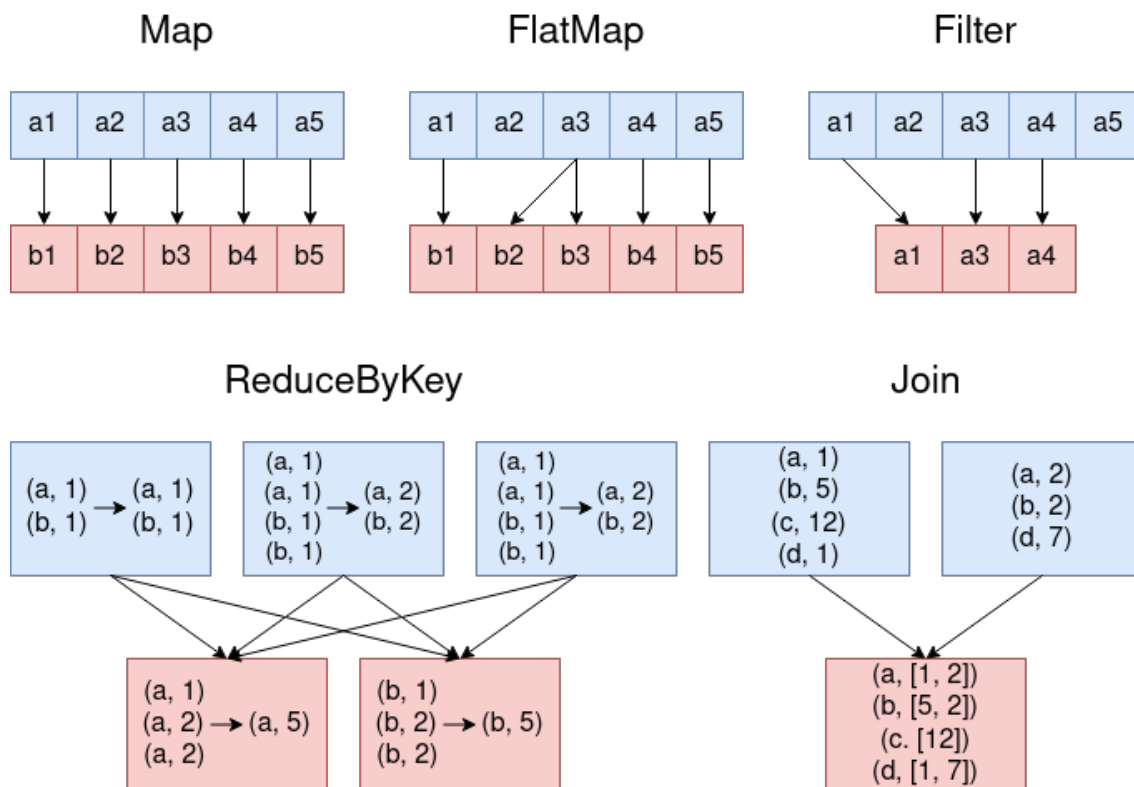 Map
FlatMap
Filter
a1 a2 a3 a4 a5
b1 b2 b3 b4 b5
a1 a2 a3 a4 a5
b1 b2 b3 b4 b5
a1 a2 a3 a4 a5
a1 a3 a4
ReduceByKey
(a, 1) (a, 1)
(b, 1) (b, 1)
(a, 1)
(a, 1) (a, 2)
(b, 1) (b, 2)
(b, 1)
(a, 1)
(a, 1) (a, 2)
(b, 1) (b, 2)
(b, 1)
(a, 1)
(a, 2) (a, 5)
(a, 2)
(b, 1)
(b, 2) (b, 5)
(b, 2)
Join
(a, 1)
(b, 5)
(c, 12)
(d, 1)
(a, 2)
(b, 2)
(d, 7)
(a, [1, 2])
(b, [5, 2])
(c. [12])
(d, [1, 7])